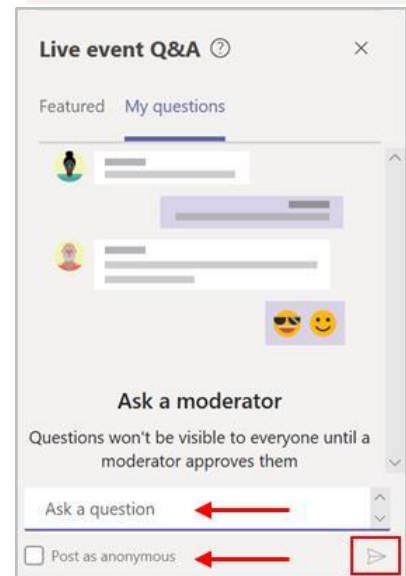 Live event Q&A ?
Featured My questions
Ask a moderator
Questions won't be visible to everyone until a
moderator approves them
Ask a question
Post as anonymous